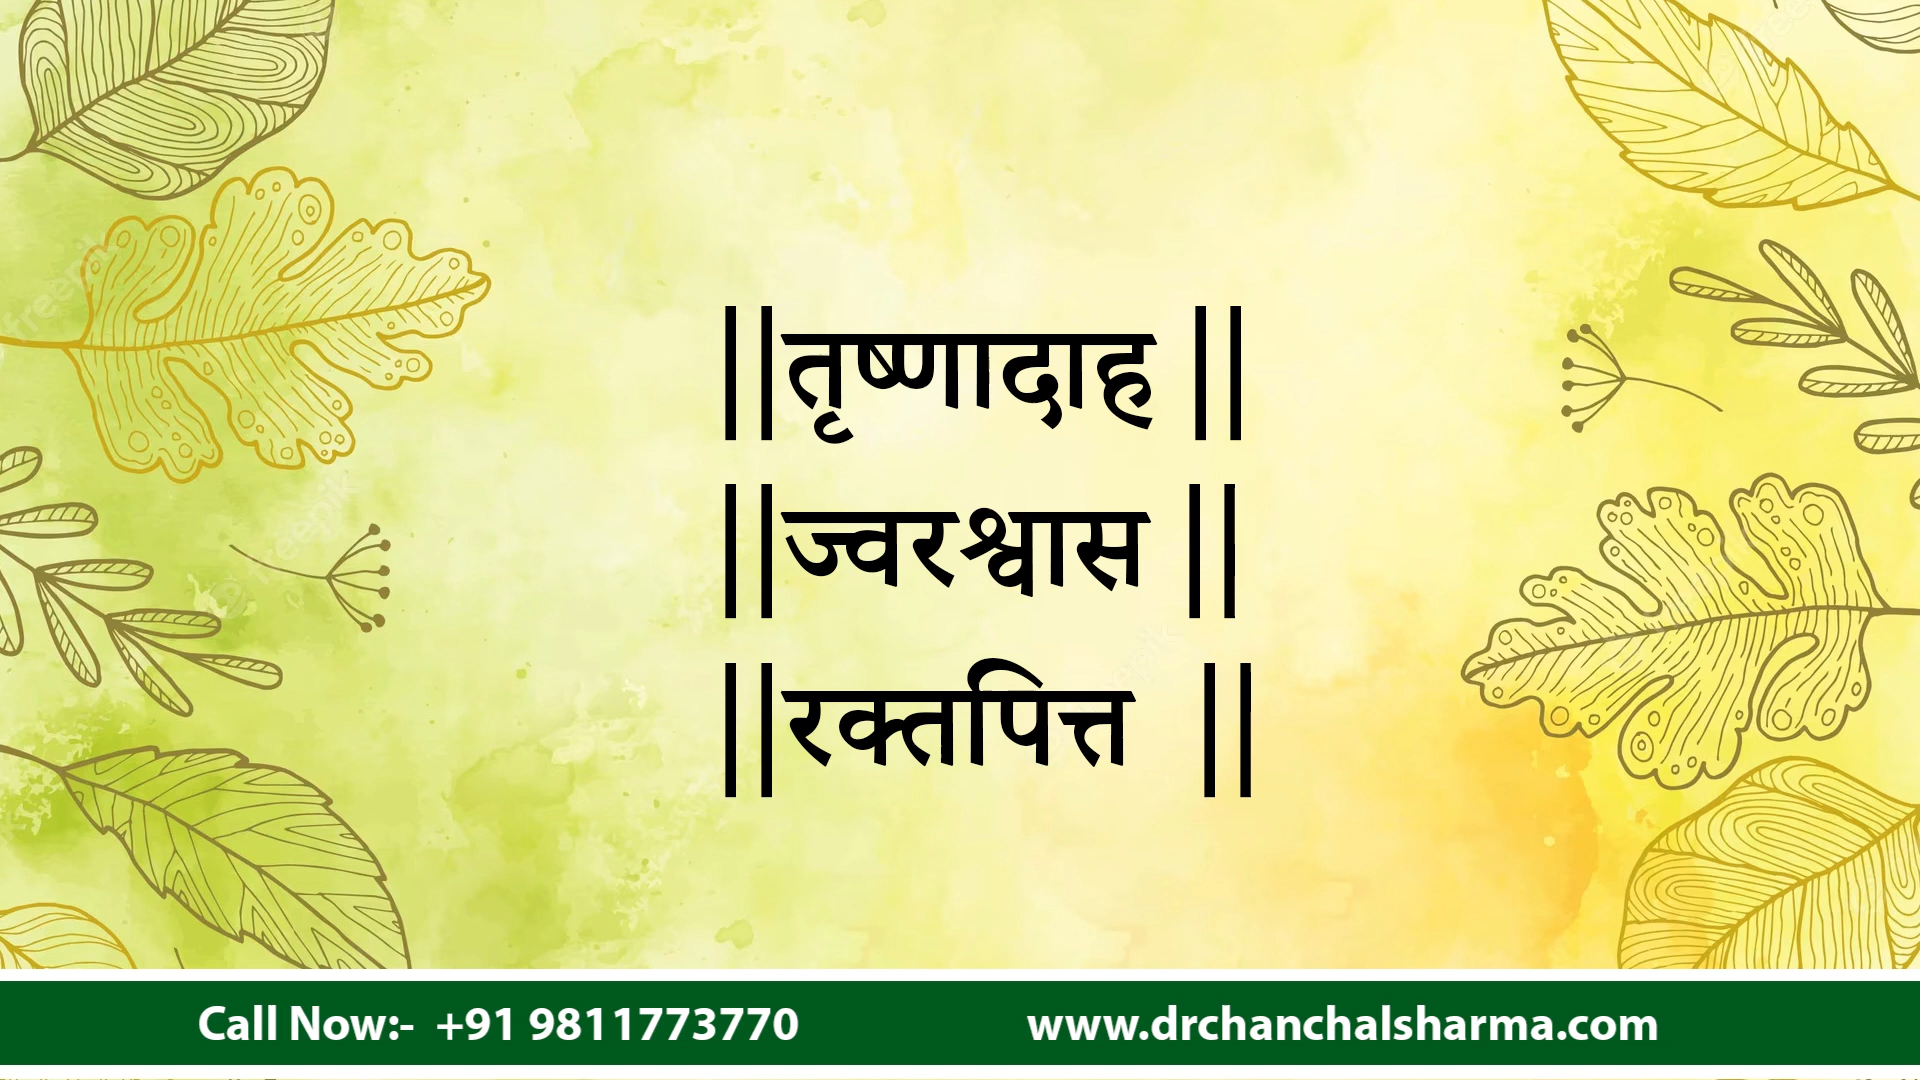 ||तृष्णादाह ||
||ज्वरश्वास ||
||रक्तपित्त ||
Call Now:- +91 9811773770
www.drchanchalsharma.com